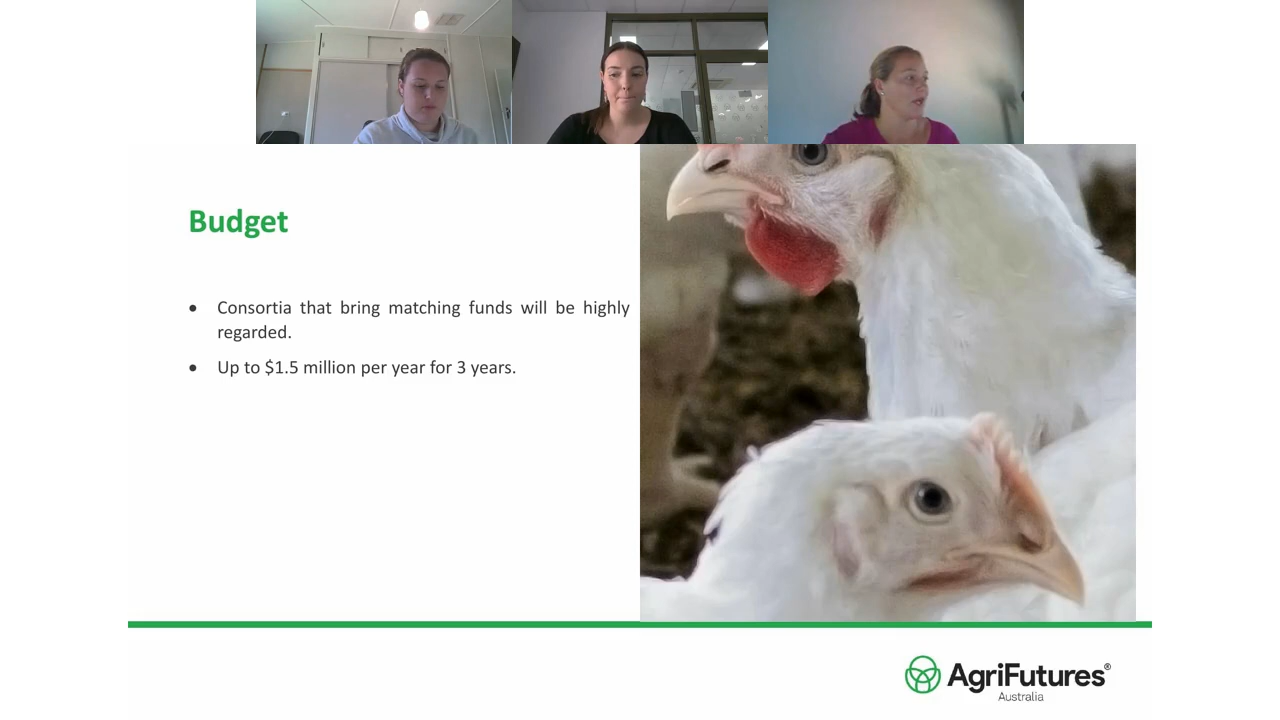 Budget
• Consortia that bring matching funds will be highly
regarded.
• Up to $1.5 million per year for 3 years.
AgriFutures®
Australia